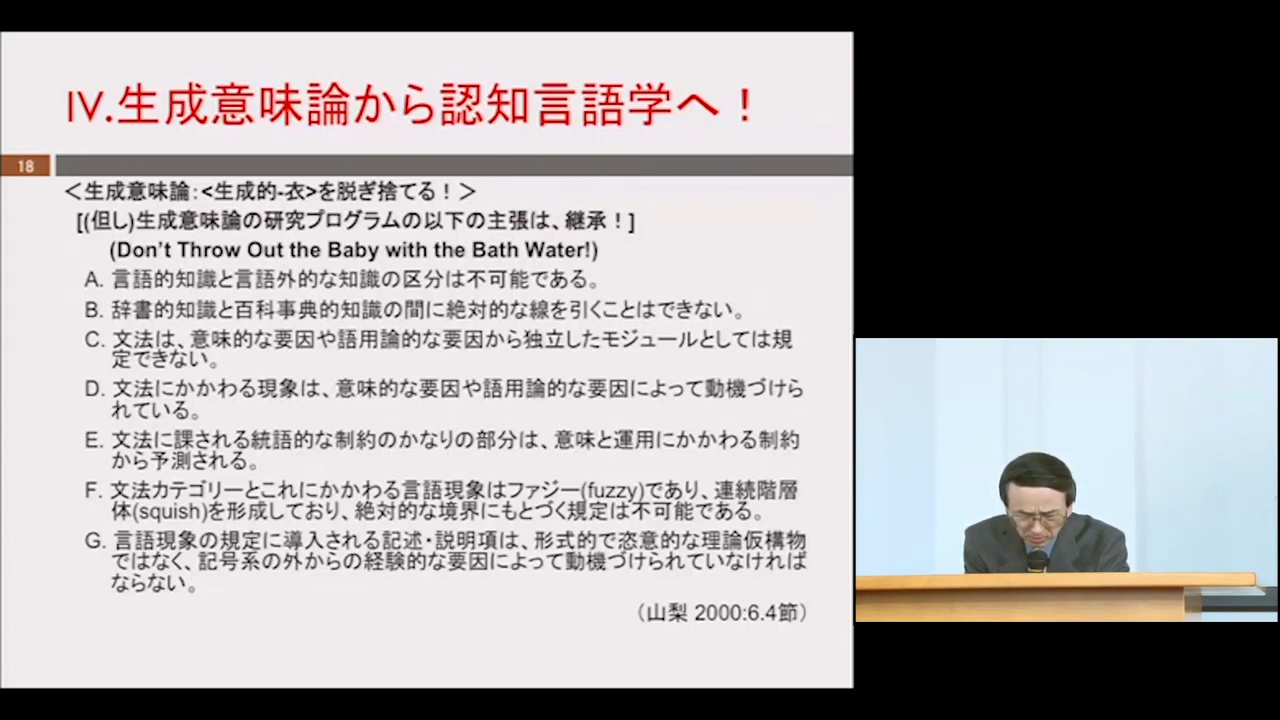 IV.生成意味論から認知言語学へ！
18
＜生成意味論：<生成的-衣>を脱ぎ捨てる！＞
[(但し)生成意味論の研究プログラムの以下の主張は、継承！]
(Don't Throw Out the Baby with the Bath Water!)
A. 言語的知識と言語外的な知識の区分は不可能である。
B. 辞書的知識と百科事典的知識の間に絶対的な線を引くことはできない。
C. 文法は、意味的な要因や語用論的な要因から独立したモジュールとしては規
定できない。
D. 文法にかかわる現象は、意味的な要因や語用論的な要因によって動機づけら
れている。
E. 文法に課される統語的な制約のかなりの部分は、意味と運用にかかわる制約
から予測される。
F. 文法カテゴリーとこれにかかわる言語現象はファジー(fuzzy)であり、連続階層
体(squish)を形成しており、絶対的な境界にもとづく規定は不可能である。
G. 言語現象の規定に導入される記述・説明項は、形式的で恣意的な理論仮構物
ではなく、記号系の外からの経験的な要因によって動機づけられていなければ
ならない。
（山梨 2000:6.4節）